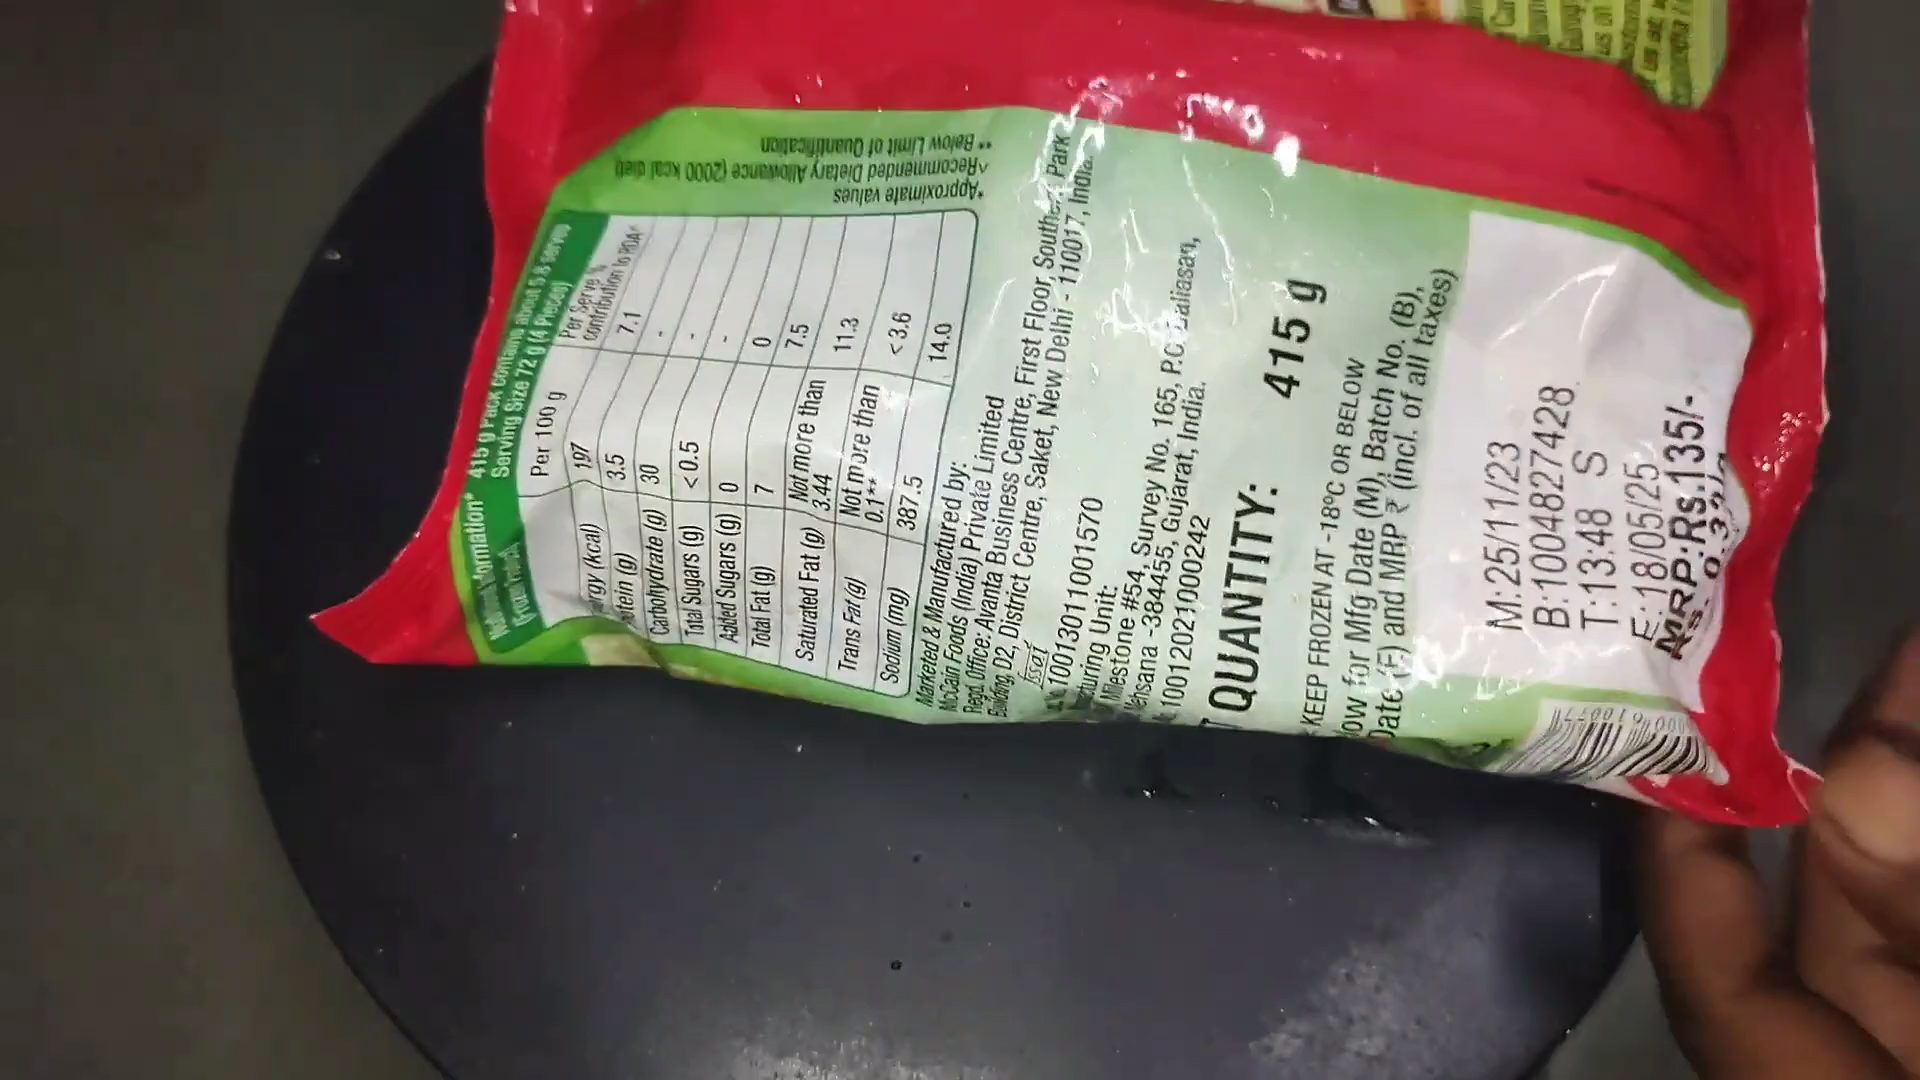 415 g Pack contains about 5.8 serve
Serving Size 72 g (4 Pieces)
(Frozen Product)
Per 100 g Per Serve %
contribution to RDA^
(kcal) 197 7.1
(g) 3.5 -
Carbohydrate (g) 30 -
Total Sugars (g) <0.5 -
Added Sugars (g) 0 0
Total Fat (g) 7 7.5
Saturated Fat (g) Not more than 3.44 11.3
Trans Fat (g) Not more than 0.1** <3.6
Sodium (mg) 387.5 14.0
*Approximate values
^Recommended Dietary Allowance (2000 kcal diet)
** Below Limit of Quantification
Marketed & Manufactured by:
McCain Foods (India) Private Limited
Regd. Office: Avanta Business Centre, First Floor, Southern Park
Building, D2, District Centre, Saket, New Delhi - 110017, India.
fssai
10013011001570
Unit:
Milestone #54, Survey No. 165, P.O.
Mehsana -384455, Gujarat, India.
10012021000242
QUANTITY: 415 g
KEEP FROZEN AT -18°C OR BELOW
for Mfg Date (M), Batch No. (B),
Date (E) and MRP ₹ (incl. of all taxes)
M:25/11/23
B:1004827428
T:13:48 S
E:18/05/25
MRP:Rs.135/-